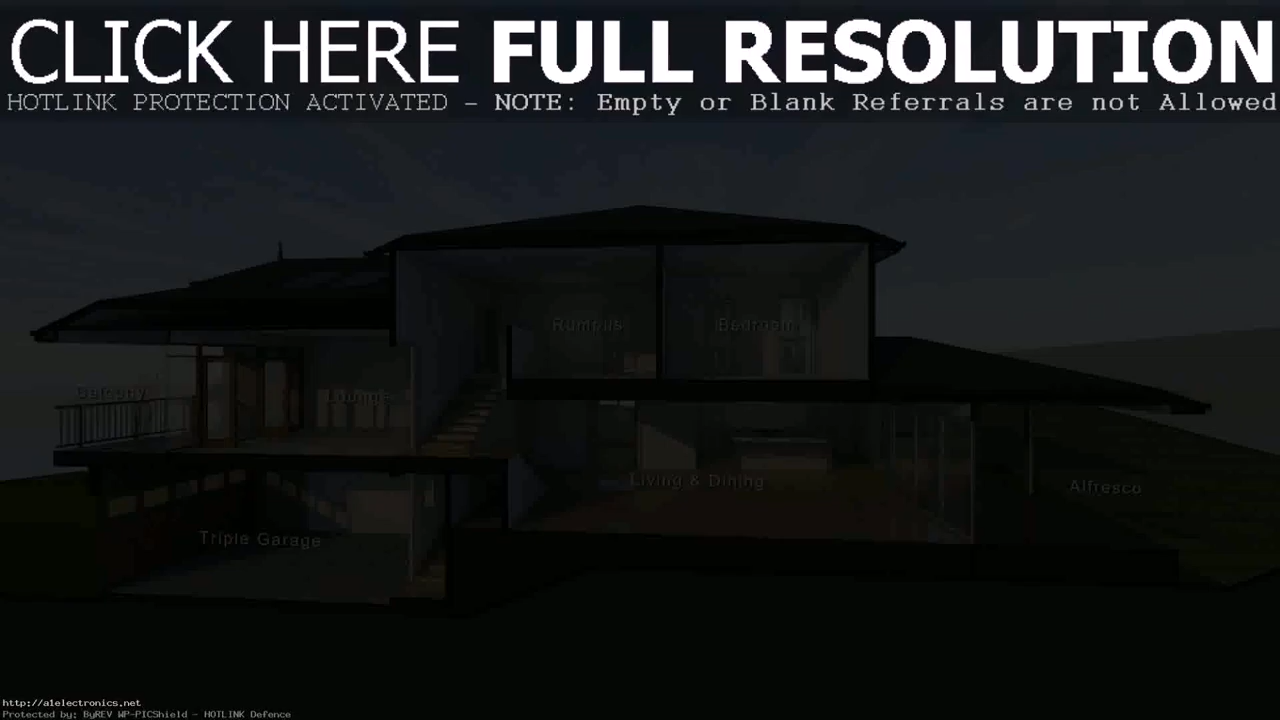 CLICK HERE FULL RESOLUTION
HOTLINK PROTECTION ACTIVATED - NOTE: Empty or Blank Referrals are not Allowed
Rumpus Bedroom
Balcony Lounge
Living & Dining
Alfresco
Triple Garage
http://a1electronics.net
Protected by: ByREV WP-PICShield - HOTLINK Defence